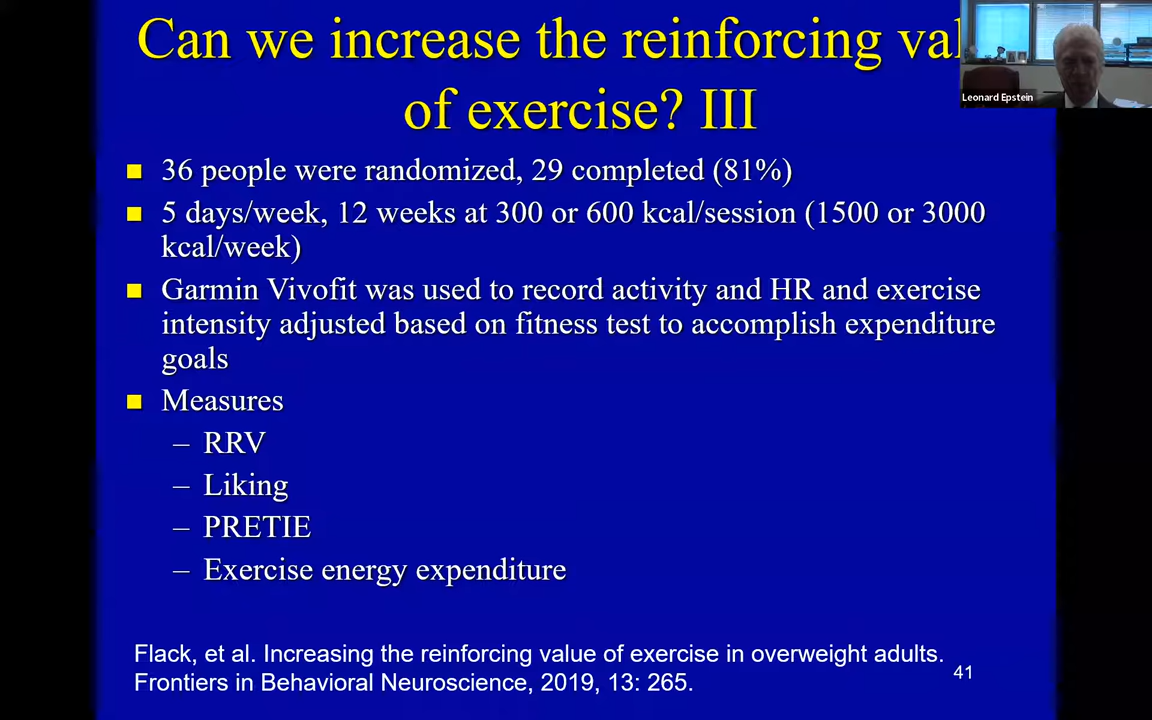 Can we increase the reinforcing val
of exercise? III
Leonard Epstein
36 people were randomized, 29 completed (81%)
5 days/week, 12 weeks at 300 or 600 kcal/session (1500 or 3000
kcal/week)
Garmin Vivofit was used to record activity and HR and exercise
intensity adjusted based on fitness test to accomplish expenditure
goals
Measures
– RRV
– Liking
– PRETIE
– Exercise energy expenditure
Flack, et al. Increasing the reinforcing value of exercise in overweight adults.
Frontiers in Behavioral Neuroscience, 2019, 13: 265.
41